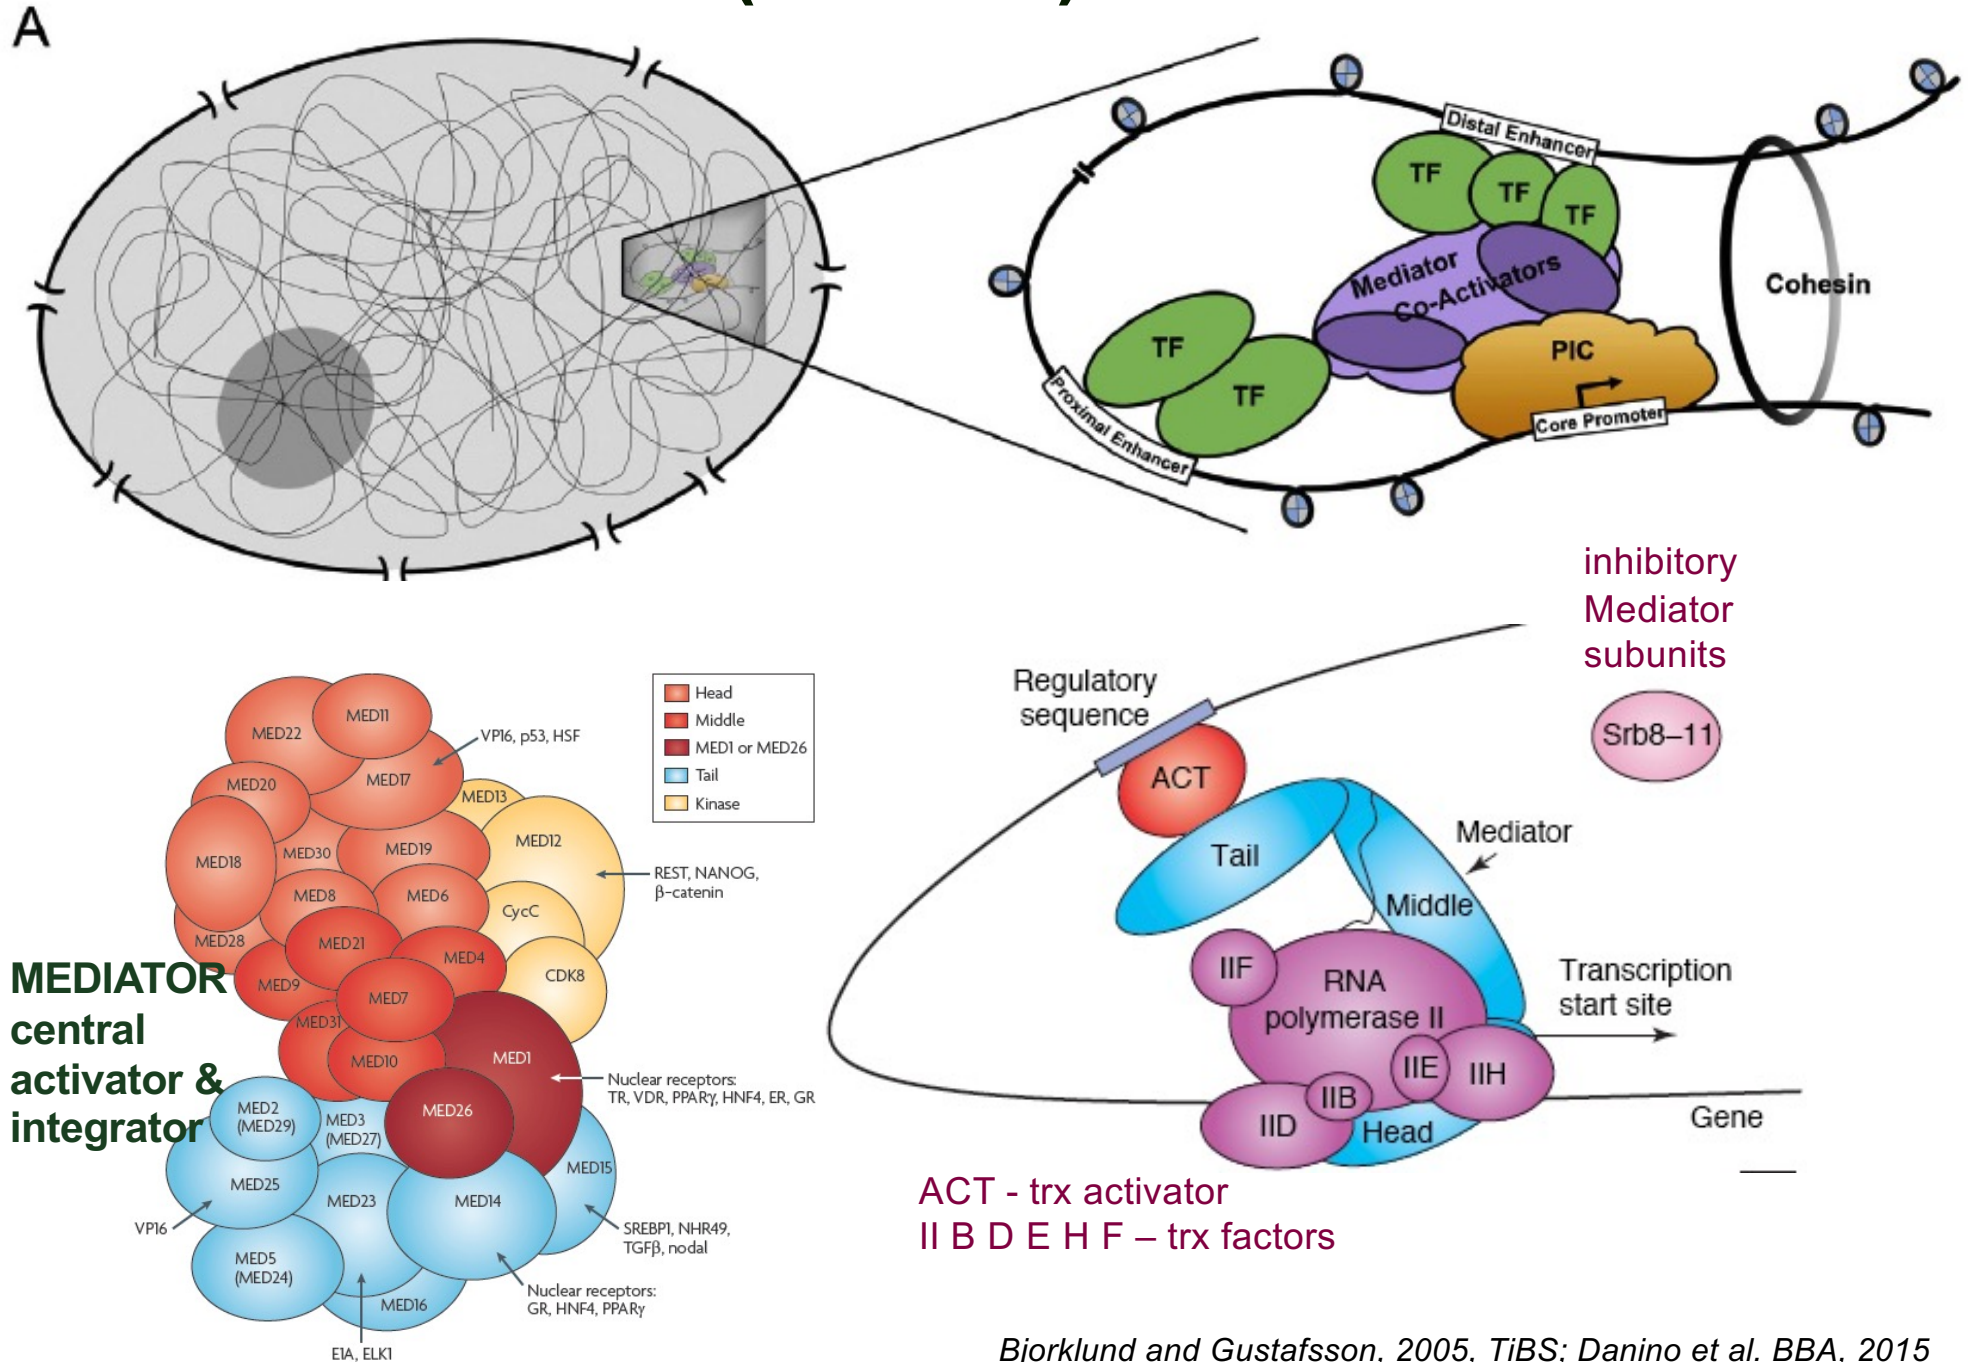 A
Distal Enhancer
TF
TF
TF
Mediator
Co-Activators
Cohesin
TF
TF
PIC
Proximal Enhancer
Core Promoter
inhibitory
Mediator
subunits
Srb8–11
MEDIATOR
central
activator &
integrator
MED22
MED11
VP16, p53, HSF
MED20
MED17
MED13
MED12
MED18
MED30
MED19
REST, NANOG,
β-catenin
MED8
MED6
CycC
MED28
MED21
MED4
MED9
MED7
CDK8
MED31
MED10
MED1
Nuclear receptors:
TR, VDR, PPARγ, HNF4, ER, GR
MED26
MED2
(MED29)
MED3
(MED27)
MED15
MED25
MED23
MED14
VP16
SREBP1, NHR49,
TGFβ, nodal
MED5
(MED24)
MED16
Nuclear receptors:
GR, HNF4, PPARγ
E1A, ELK1
Head
Middle
MED1 or MED26
Tail
Kinase
Regulatory
sequence
ACT
Tail
Mediator
Middle
IIF
RNA
polymerase II
Transcription
start site
IIE
IIH
IIB
IID
Head
Gene
ACT - trx activator
II B D E H F – trx factors
Bjorklund and Gustafsson, 2005, TiBS; Danino et al. BBA, 2015